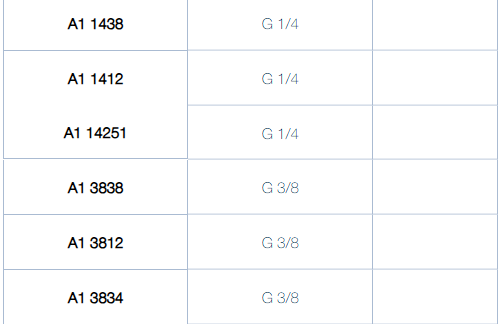 A1 1438 G 1/4
A1 1412 G 1/4
A1 14251 G 1/4
A1 3838 G 3/8
A1 3812 G 3/8
A1 3834 G 3/8